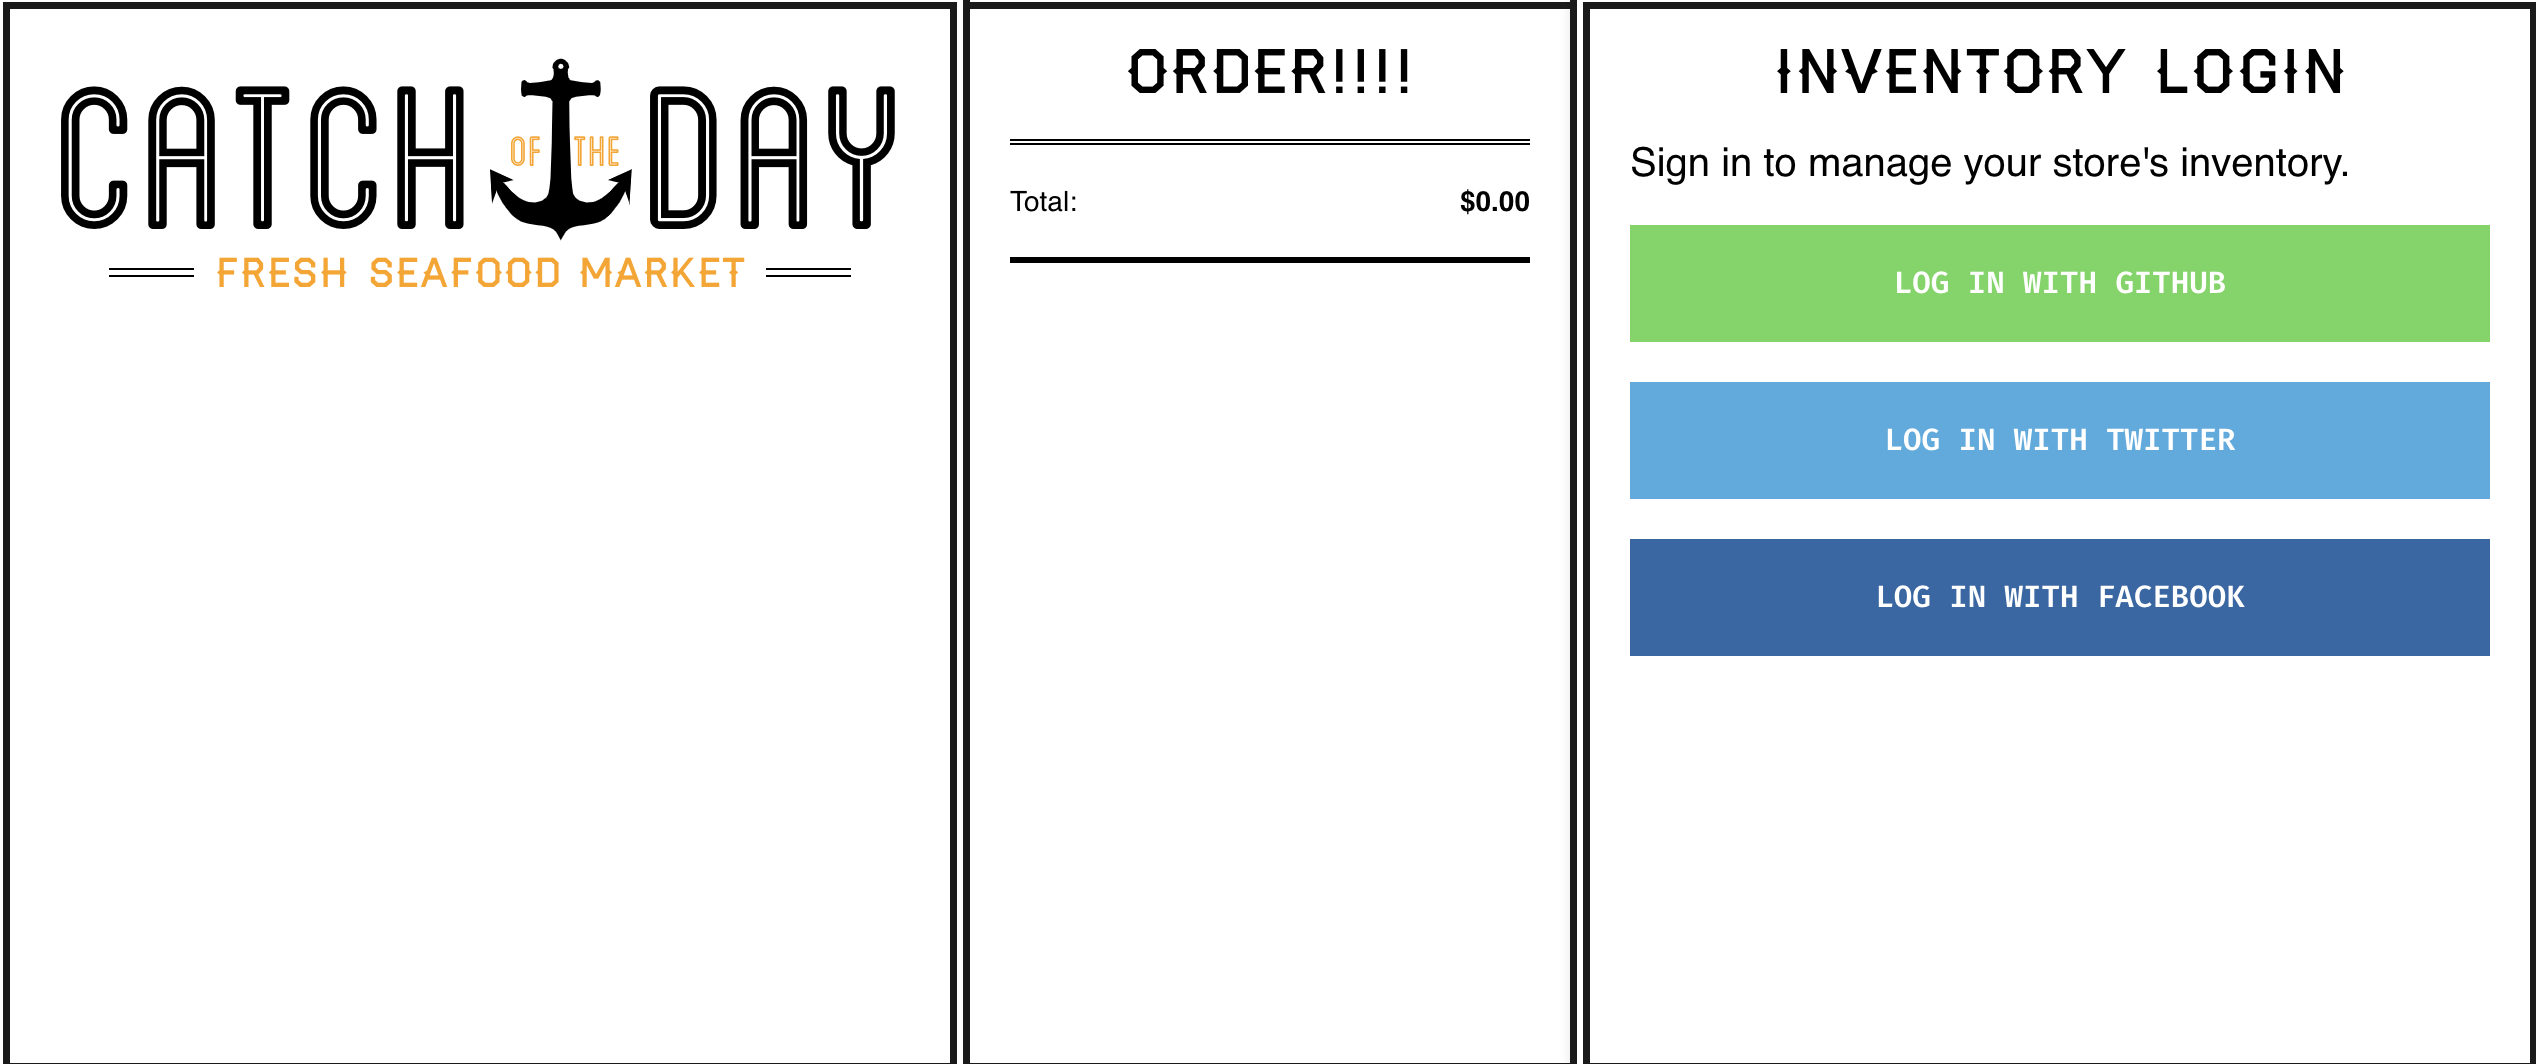 CATCH OF THE DAY
FRESH SEAFOOD MARKET
ORDER!!!!
Total: $0.00
INVENTORY LOGIN
Sign in to manage your store's inventory.
LOG IN WITH GITHUB
LOG IN WITH TWITTER
LOG IN WITH FACEBOOK